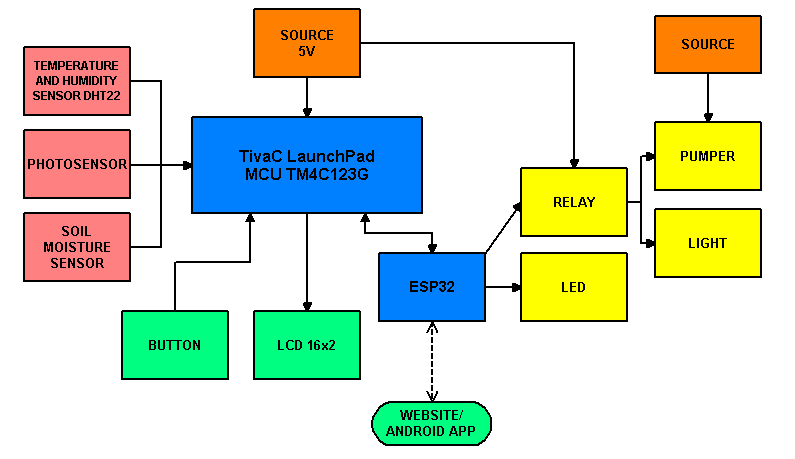 SOURCE
5V
SOURCE
TEMPERATURE
AND HUMIDITY
SENSOR DHT22
TivaC LaunchPad
MCU TM4C123G
PHOTOSENSOR
PUMPER
RELAY
SOIL
MOISTURE
SENSOR
LIGHT
ESP32
LED
BUTTON
LCD 16x2
WEBSITE/
ANDROID APP